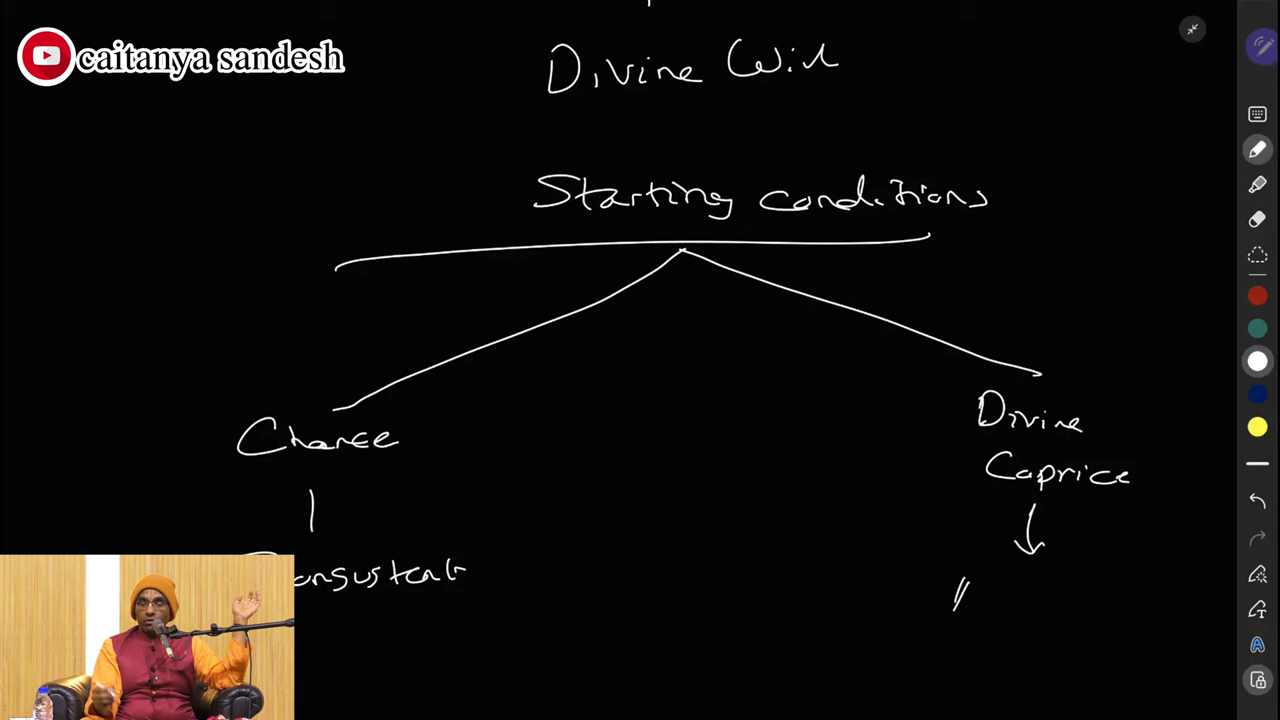 caitanya sandesh
Divine Will
Starting conditions
Chance
Divine
Caprice